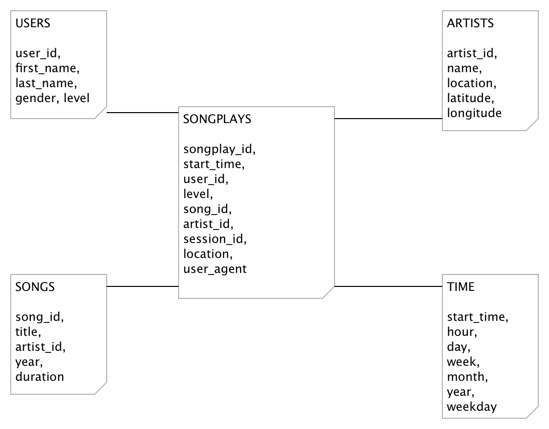 USERS
user_id,
first_name,
last_name,
gender, level
ARTISTS
artist_id,
name,
location,
latitude,
longitude
SONGPLAYS
songplay_id,
start_time,
user_id,
level,
song_id,
artist_id,
session_id,
location,
user_agent
SONGS
song_id,
title,
artist_id,
year,
duration
TIME
start_time,
hour,
day,
week,
month,
year,
weekday